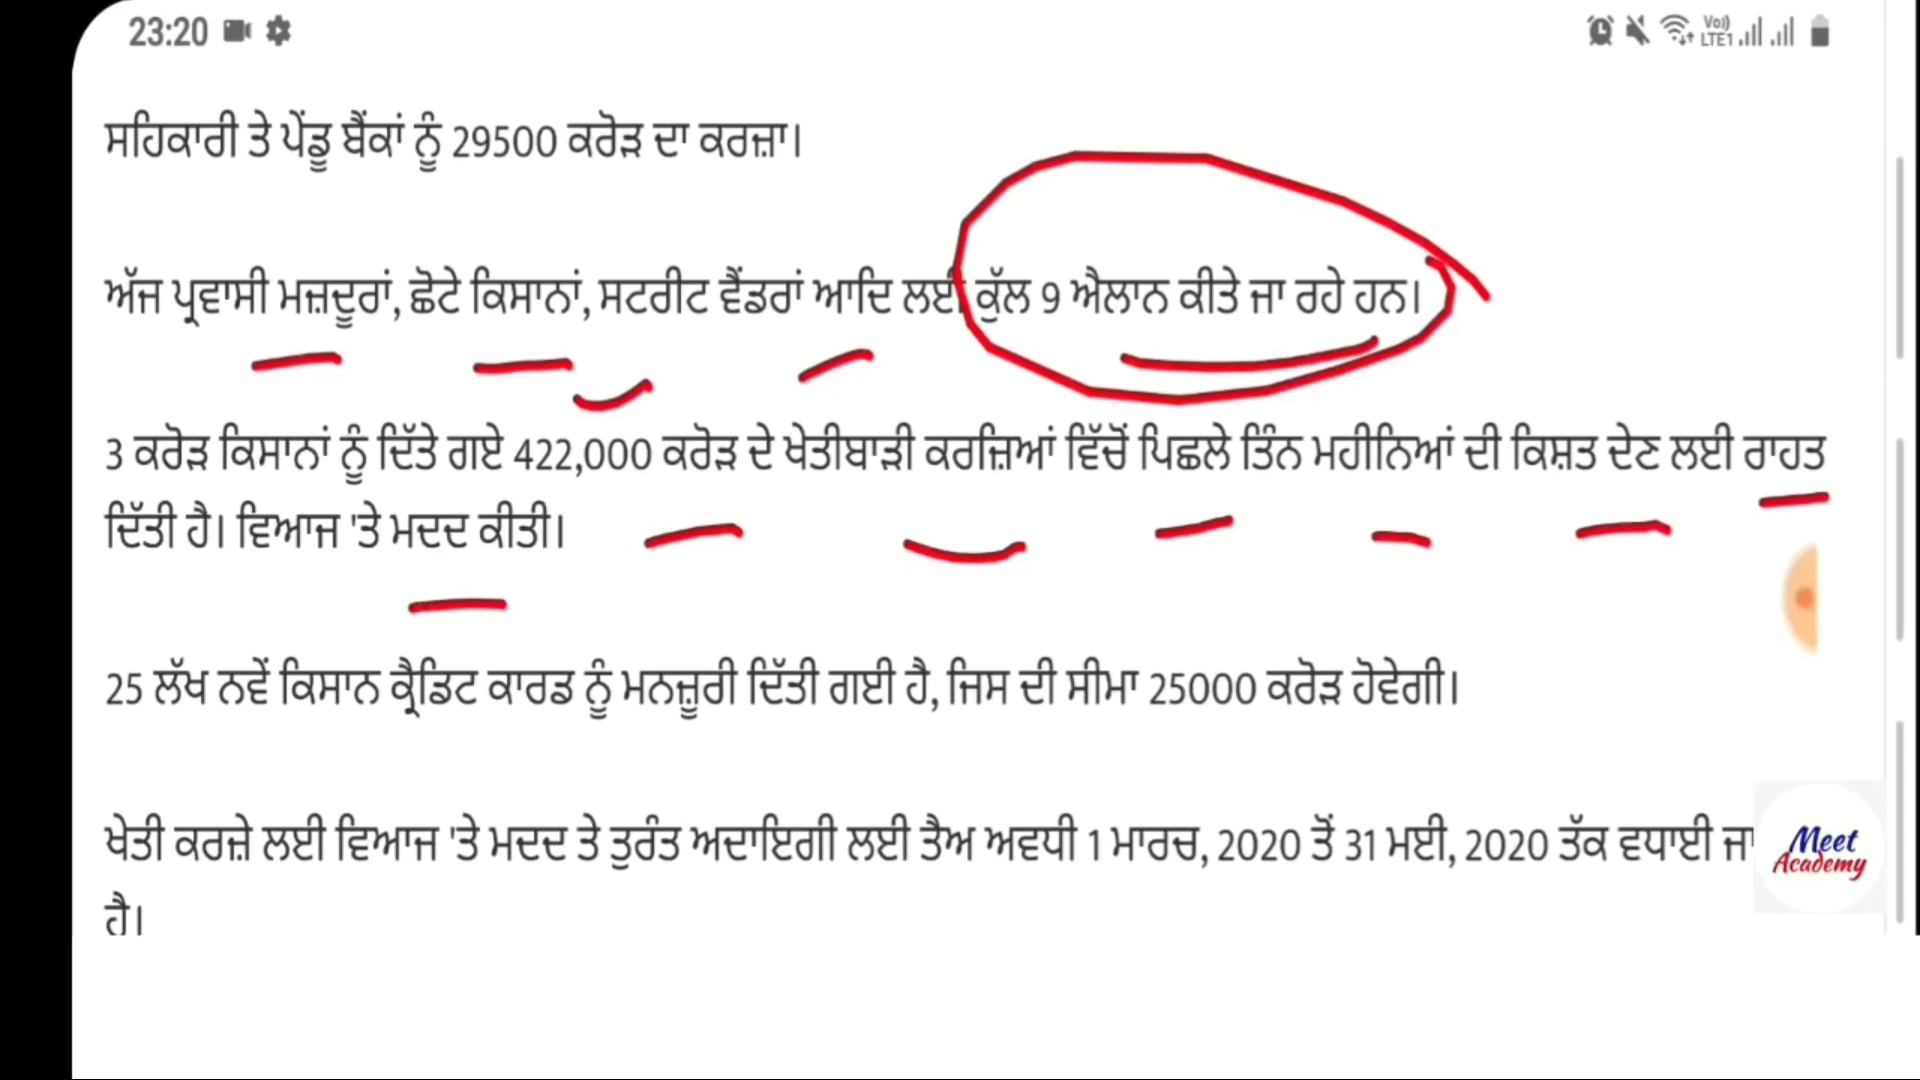 23:20
Vo)) LTE1
ਸਹਿਕਾਰੀ ਤੇ ਪੇਂਡੂ ਬੈਂਕਾਂ ਨੂੰ 29500 ਕਰੋੜ ਦਾ ਕਰਜ਼ਾ।
ਅੱਜ ਪ੍ਰਵਾਸੀ ਮਜ਼ਦੂਰਾਂ, ਛੋਟੇ ਕਿਸਾਨਾਂ, ਸਟਰੀਟ ਵੈਂਡਰਾਂ ਆਦਿ ਲਈ ਕੁੱਲ 9 ਐਲਾਨ ਕੀਤੇ ਜਾ ਰਹੇ ਹਨ।
3 ਕਰੋੜ ਕਿਸਾਨਾਂ ਨੂੰ ਦਿੱਤੇ ਗਏ 422,000 ਕਰੋੜ ਦੇ ਖੇਤੀਬਾੜੀ ਕਰਜ਼ਿਆਂ ਵਿੱਚੋਂ ਪਿਛਲੇ ਤਿੰਨ ਮਹੀਨਿਆਂ ਦੀ ਕਿਸ਼ਤ ਦੇਣ ਲਈ ਰਾਹਤ
ਦਿੱਤੀ ਹੈ। ਵਿਆਜ 'ਤੇ ਮਦਦ ਕੀਤੀ।
25 ਲੱਖ ਨਵੇਂ ਕਿਸਾਨ ਕ੍ਰੈਡਿਟ ਕਾਰਡ ਨੂੰ ਮਨਜ਼ੂਰੀ ਦਿੱਤੀ ਗਈ ਹੈ, ਜਿਸ ਦੀ ਸੀਮਾ 25000 ਕਰੋੜ ਹੋਵੇਗੀ।
ਖੇਤੀ ਕਰਜ਼ੇ ਲਈ ਵਿਆਜ 'ਤੇ ਮਦਦ ਤੇ ਤੁਰੰਤ ਅਦਾਇਗੀ ਲਈ ਤੈਅ ਅਵਧੀ 1 ਮਾਰਚ, 2020 ਤੋਂ 31 ਮਈ, 2020 ਤੱਕ ਵਧਾਈ ਜਾ
ਹੈ।
Meet
Academy